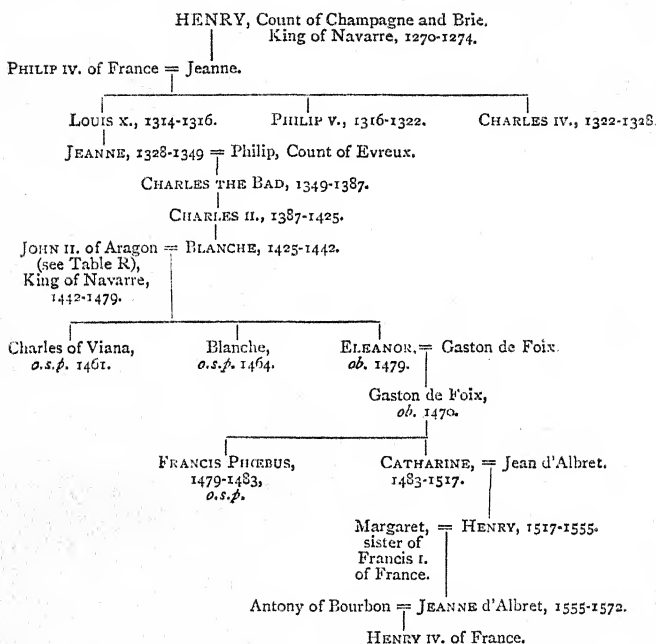 HENRY, Count of Champagne and Brie.
King of Navarre, 1270-1274.
PHILIP IV. of France = Jeanne.
LOUIS X., 1314-1316. PHILIP V., 1316-1322. CHARLES IV., 1322-1328.
JEANNE, 1328-1349 = Philip, Count of Evreux.
CHARLES THE BAD, 1349-1387.
CHARLES II., 1387-1425.
JOHN II. of Aragon = BLANCHE, 1425-1442.
(see Table R),
King of Navarre,
1442-1479.
Charles of Viana, Blanche, ELEANOR, = Gaston de Foix.
o.s.p. 1461. o.s.p. 1464. ob. 1479.
Gaston de Foix,
ob. 1470.
FRANCIS PHŒBUS, CATHARINE, = Jean d'Albret.
1479-1483, 1483-1517.
o.s.p.
Margaret, = HENRY, 1517-1555.
sister of
Francis I.
of France.
Antony of Bourbon = JEANNE d'Albret, 1555-1572.
HENRY IV. of France.